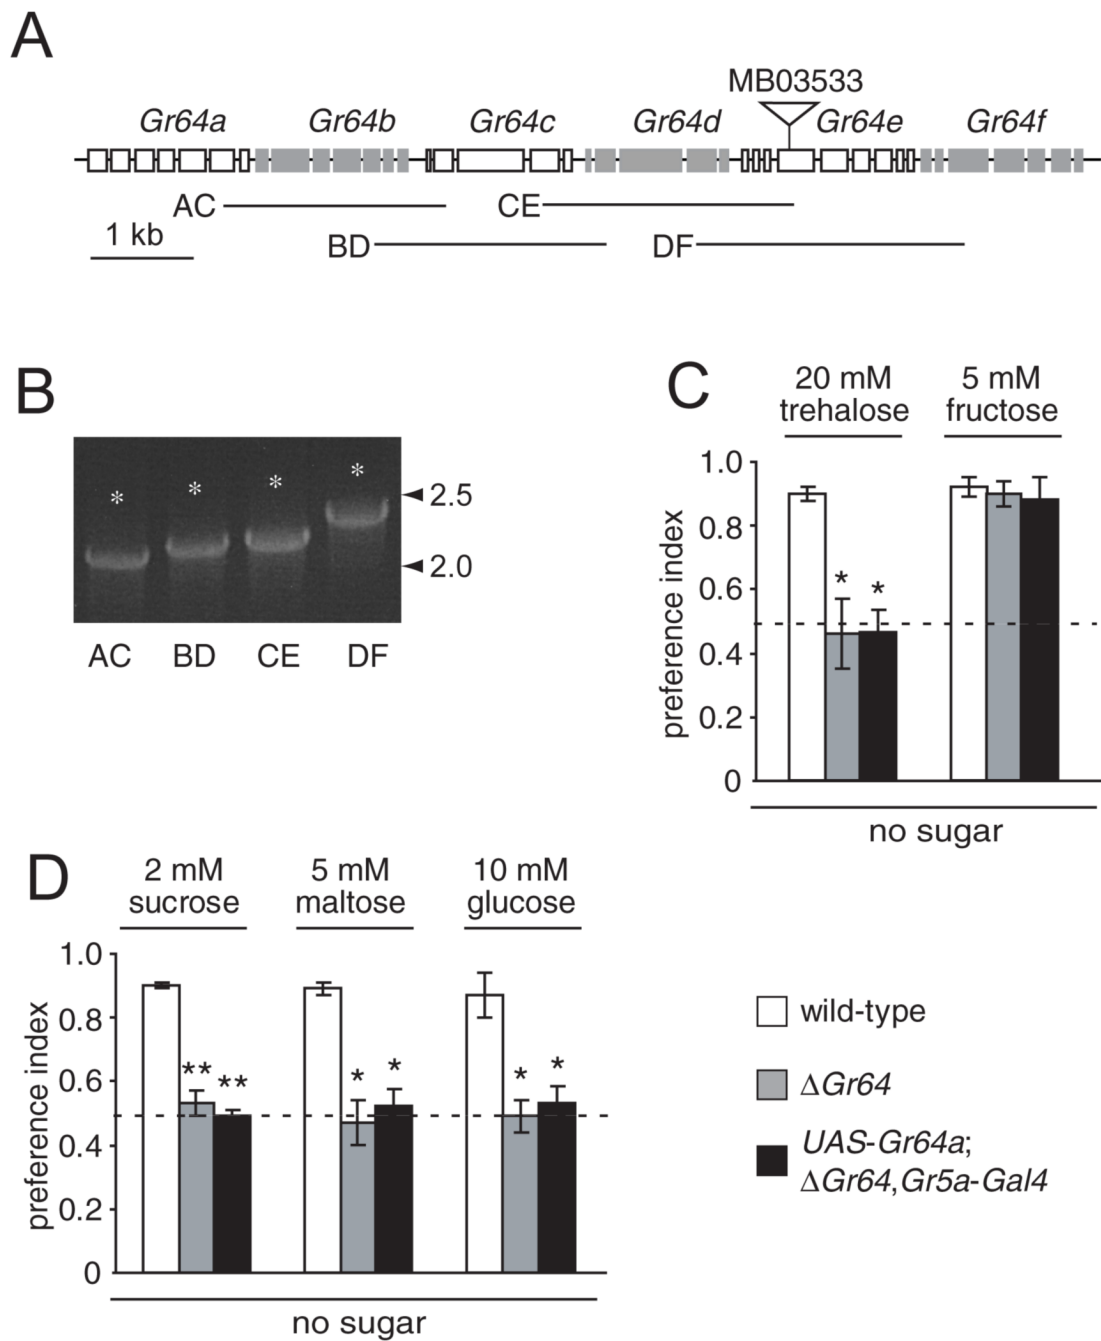 A
MB03533
Gr64a Gr64b Gr64c Gr64d Gr64e Gr64f
AC CE
1 kb BD DF
B
* * * *
2.5
2.0
AC BD CE DF
C
20 mM 5 mM
trehalose fructose
preference index
1.0
0.8
0.6
0.4
0.2
0
* *
no sugar
D
2 mM 5 mM 10 mM
sucrose maltose glucose
preference index
1.0
0.8
0.6
0.4
0.2
0
** ** * * * *
no sugar
wild-type
ΔGr64
UAS-Gr64a;
ΔGr64,Gr5a-Gal4